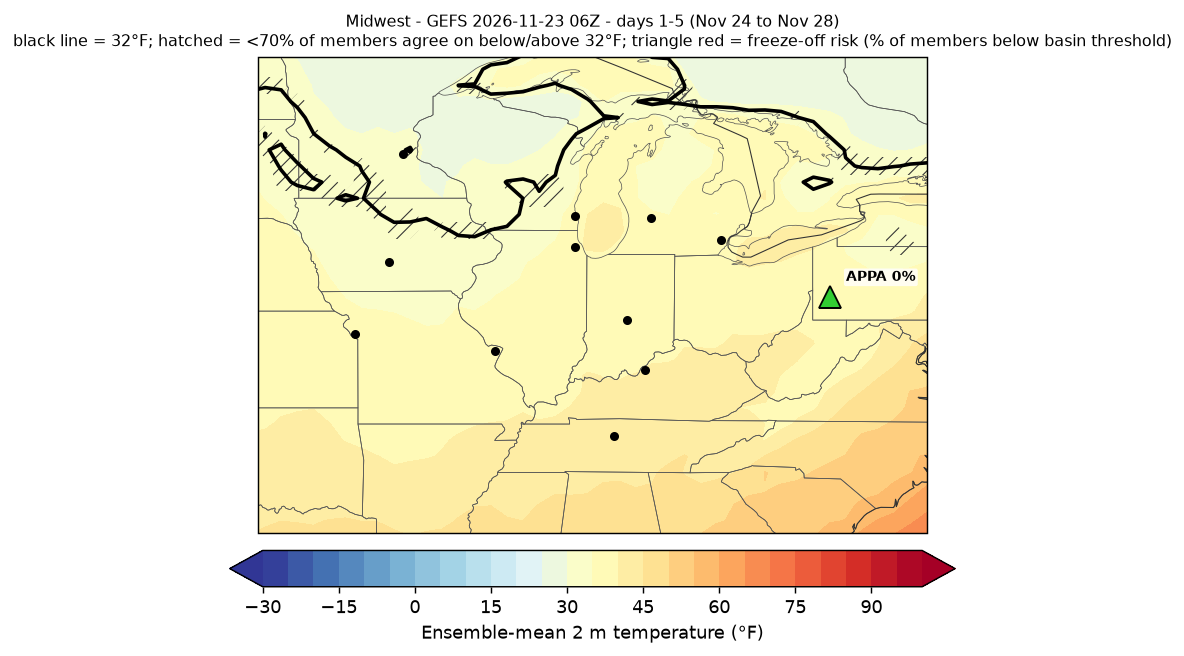 Midwest - GEFS 2026-11-23 06Z - days 1-5 (Nov 24 to Nov 28)
black line = 32°F; hatched = <70% of members agree on below/above 32°F; triangle red = freeze-off risk (% of members below basin threshold)
APPA 0%
−30 −15 0 15 30 45 60 75 90
Ensemble-mean 2 m temperature (°F)